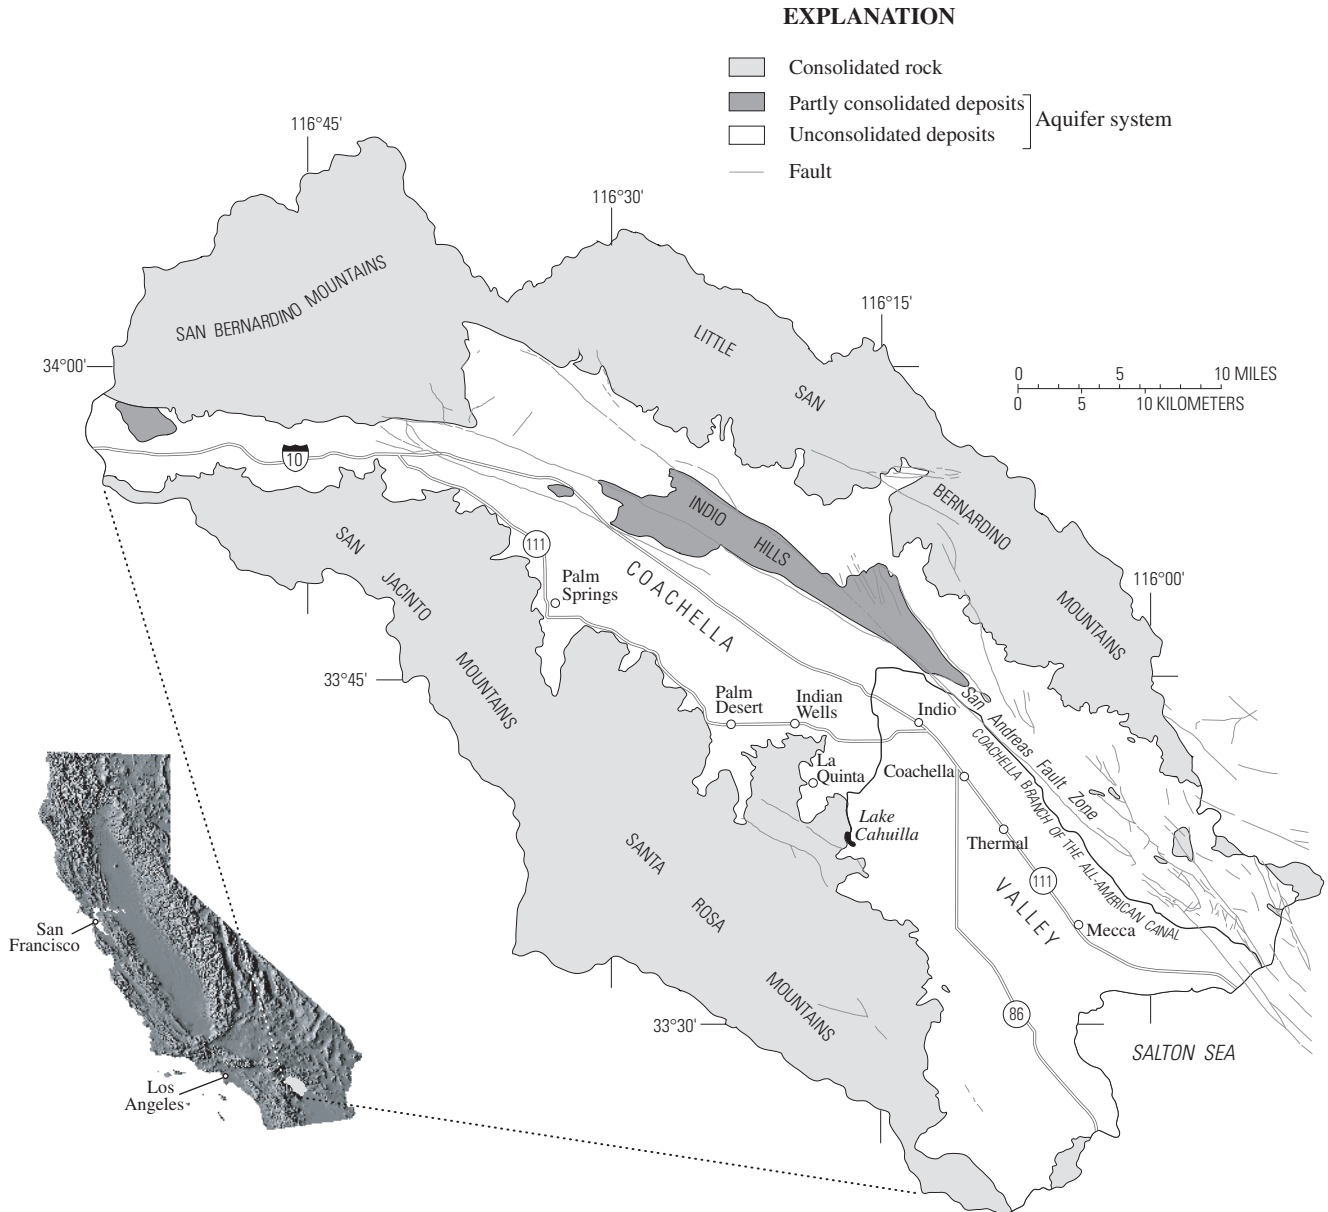 EXPLANATION
Consolidated rock
Partly consolidated deposits
Aquifer system
Unconsolidated deposits
Fault
116°45'
116°30'
116°15'
34°00'
0 5 10 MILES
0 5 10 KILOMETERS
SAN BERNARDINO MOUNTAINS
LITTLE
SAN
BERNARDINO
MOUNTAINS
10
INDIO
HILLS
SAN
JACINTO
MOUNTAINS
111
Palm
Springs
COACHELLA
116°00'
33°45'
Palm
Desert
Indian
Wells
Indio
San Andreas Fault Zone
COACHELLA BRANCH OF THE ALL-AMERICAN CANAL
La
Quinta
Coachella
Lake
Cahuilla
Thermal
SANTA
ROSA
MOUNTAINS
111
VALLEY
Mecca
San
Francisco
33°30'
86
SALTON SEA
Los
Angeles